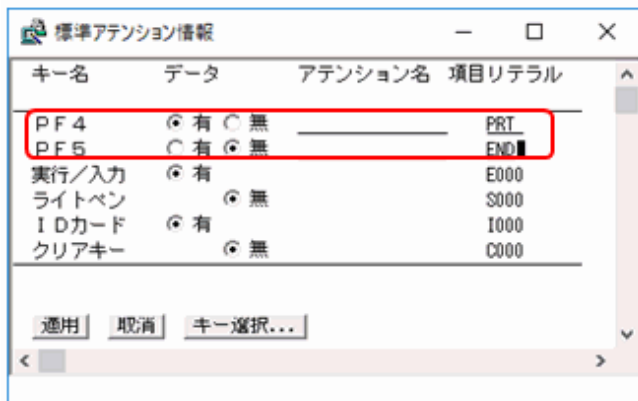 標準アテンション情報
キー名 データ アテンション名 項目リテラル
PF4 有 無 PRT
PF5 有 無 END
実行/入力 有 E000
ライトペン 無 S000
IDカード 有 I000
クリアキー 無 C000
適用 取消 キー選択...